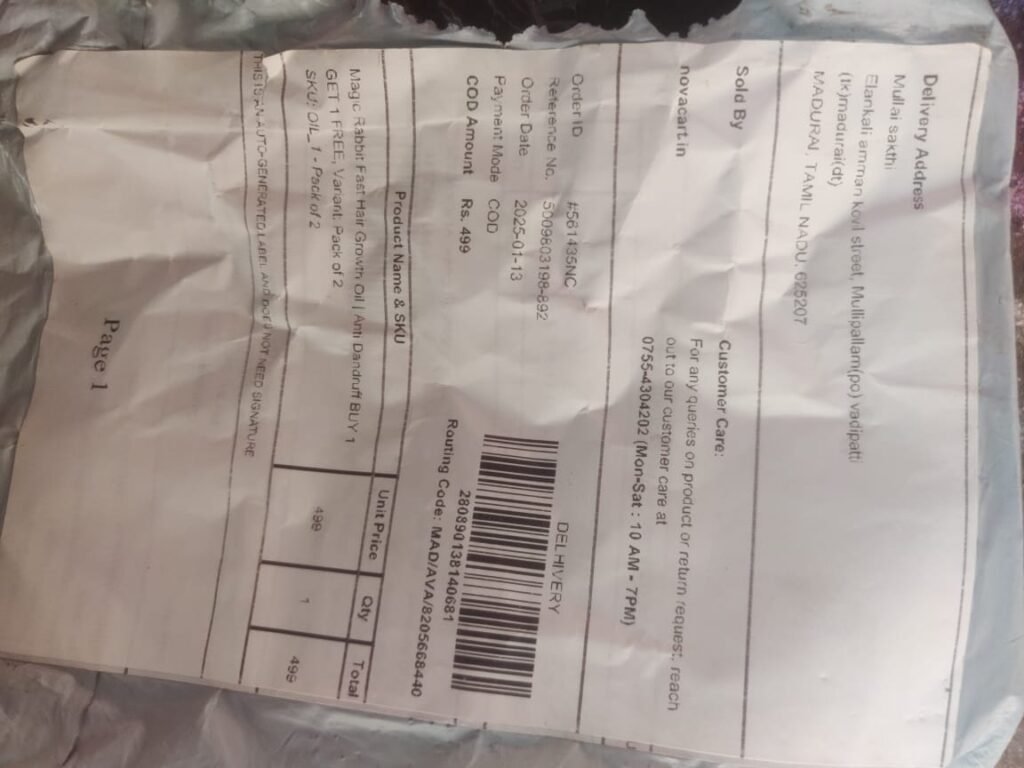 Delivery Address
Mullai sakthi
Elankali amman kovil street, Mullipallam(po) vadipatti
(tk)madurai(dt)
MADURAI, TAMIL NADU, 625207
Sold By
novacart.in
Customer Care:
For any queries on product or return request, reach
out to our customer care at
0755-4304202 (Mon-Sat : 10 AM - 7PM)
Order ID #561435NC
Reference No. 5009803198-892
Order Date 2025-01-13
Payment Mode COD
COD Amount Rs. 499
DELHIVERY
280890138140681
Routing Code: MAD/AVA/8205668440
Product Name & SKU Unit Price Qty Total
Magic Rabbit Fast Hair Growth Oil | Anti Dandruff BUY 1
GET 1 FREE, Variant: Pack of 2
SKU: OIL_1 - Pack of 2
499 1 499
THIS IS AN AUTO-GENERATED LABEL AND DOES NOT NEED SIGNATURE
Page 1